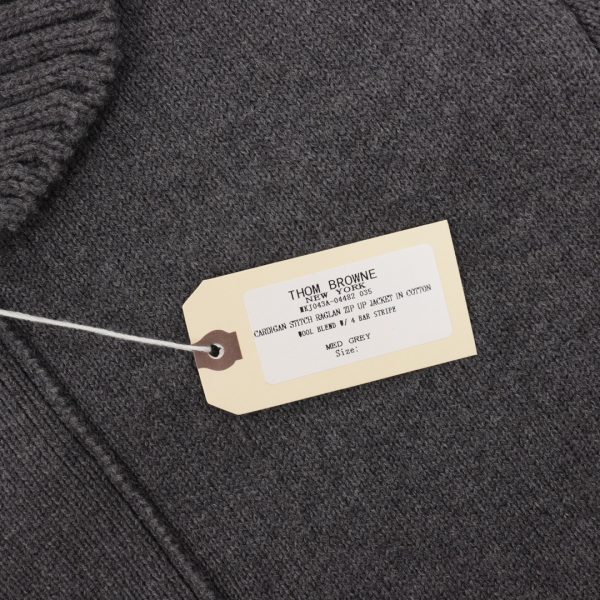 THOM BROWNE
NEW YORK
MKJ043A-04482 035
CARDIGAN STITCH RAGLAN ZIP UP JACKET IN COTTON
WOOL BLEND W/ 4 BAR STRIPE
MED GREY
Size: